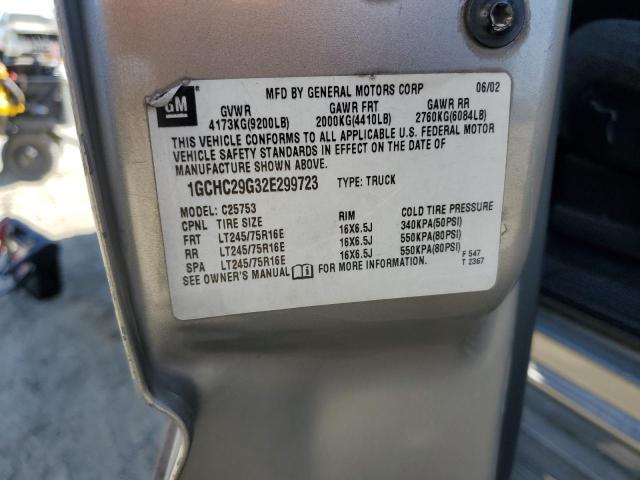 GM
MFD BY GENERAL MOTORS CORP 06/02
GVWR GAWR FRT GAWR RR
4173KG(9200LB) 2000KG(4410LB) 2760KG(6084LB)
THIS VEHICLE CONFORMS TO ALL APPLICABLE U.S. FEDERAL MOTOR
VEHICLE SAFETY STANDARDS IN EFFECT ON THE DATE OF
MANUFACTURE SHOWN ABOVE.
1GCHC29G32E299723 TYPE: TRUCK
MODEL: C25753
CPNL TIRE SIZE RIM COLD TIRE PRESSURE
FRT LT245/75R16E 16X6.5J 340KPA(50PSI)
RR LT245/75R16E 16X6.5J 550KPA(80PSI)
SPA LT245/75R16E 16X6.5J 550KPA(80PSI)
SEE OWNER'S MANUAL FOR MORE INFORMATION.
F 547
T 2367